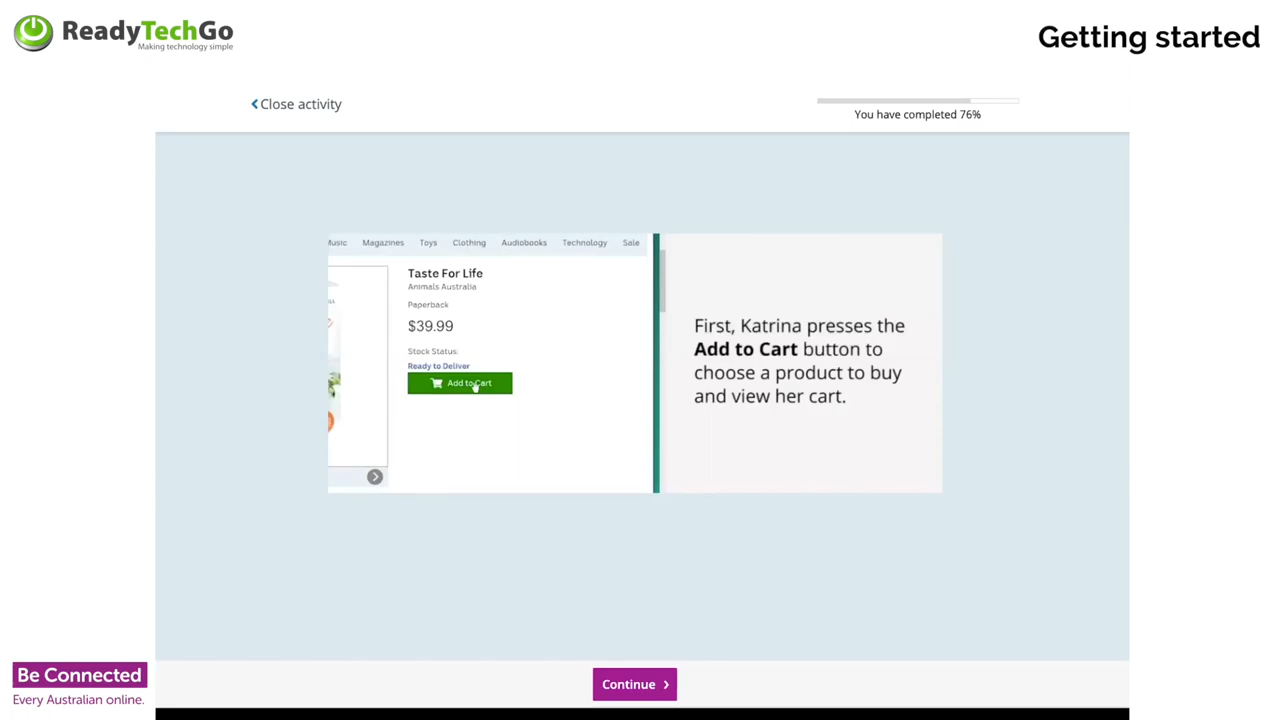 ReadyTechGo
Making technology simple
Getting started
Close activity
You have completed 76%
Magazines Toys Clothing Audiobooks Technology Sale
Taste For Life
Animals Australia
Paperback
$39.99
Stock Status:
Ready to Deliver
Add to Cart
First, Katrina presses the
Add to Cart button to
choose a product to buy
and view her cart.
Continue
Be Connected
Every Australian online.